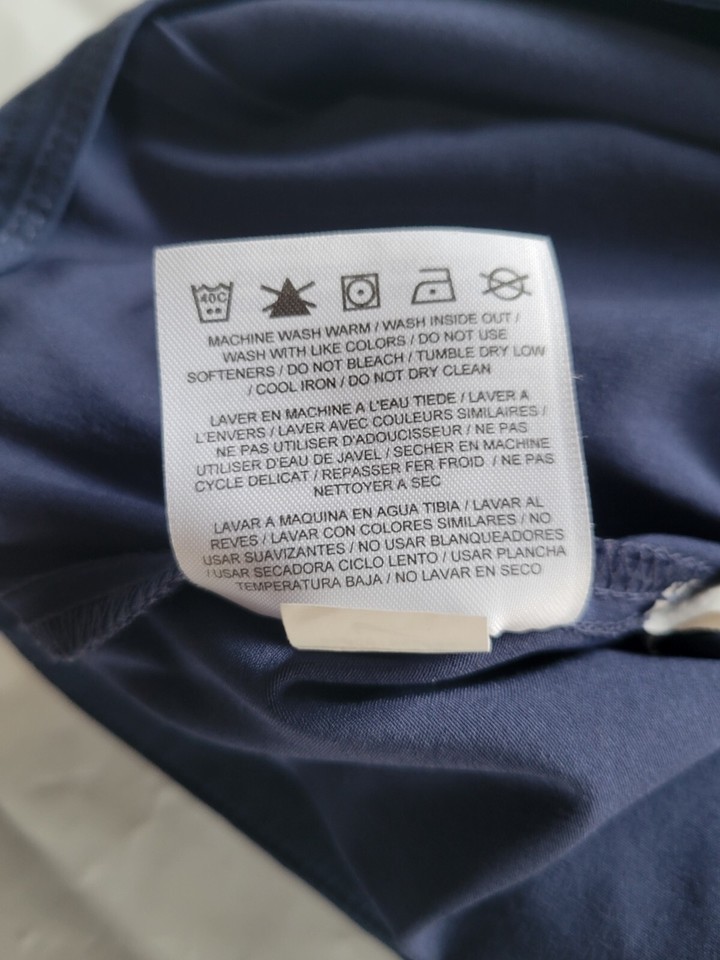 40C
MACHINE WASH WARM / WASH INSIDE OUT /
WASH WITH LIKE COLORS / DO NOT USE
SOFTENERS / DO NOT BLEACH / TUMBLE DRY LOW
/ COOL IRON / DO NOT DRY CLEAN
LAVER EN MACHINE A L'EAU TIEDE / LAVER A
L'ENVERS / LAVER AVEC COULEURS SIMILAIRES /
NE PAS UTILISER D'ADOUCISSEUR / NE PAS
UTILISER D'EAU DE JAVEL / SECHER EN MACHINE
CYCLE DELICAT / REPASSER FER FROID / NE PAS
NETTOYER A SEC
LAVAR A MAQUINA EN AGUA TIBIA / LAVAR AL
REVES / LAVAR CON COLORES SIMILARES / NO
USAR SUAVIZANTES / NO USAR BLANQUEADORES
/ USAR SECADORA CICLO LENTO / USAR PLANCHA
TEMPERATURA BAJA / NO LAVAR EN SECO